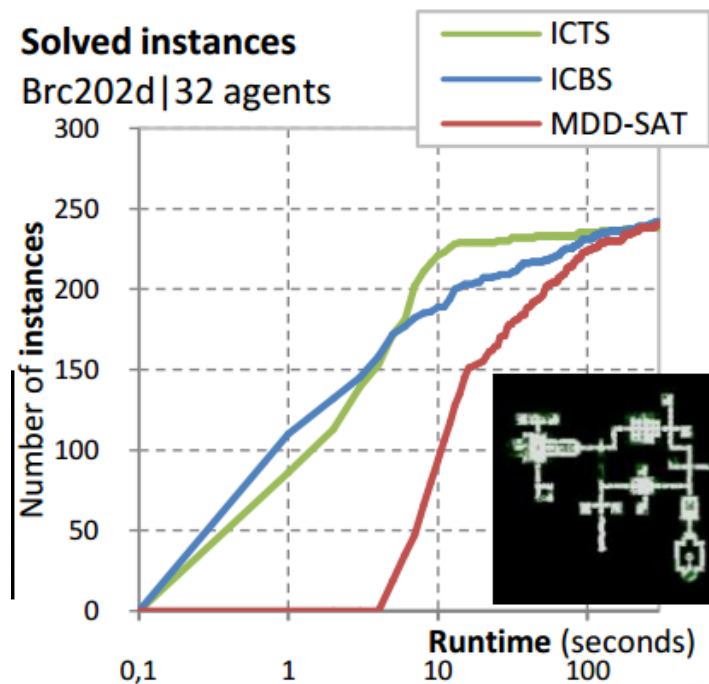 Solved instances
Brc202d|32 agents
ICTS
ICBS
MDD-SAT
Number of instances
300
250
200
150
100
50
0
Runtime (seconds)
0,1 1 10 100